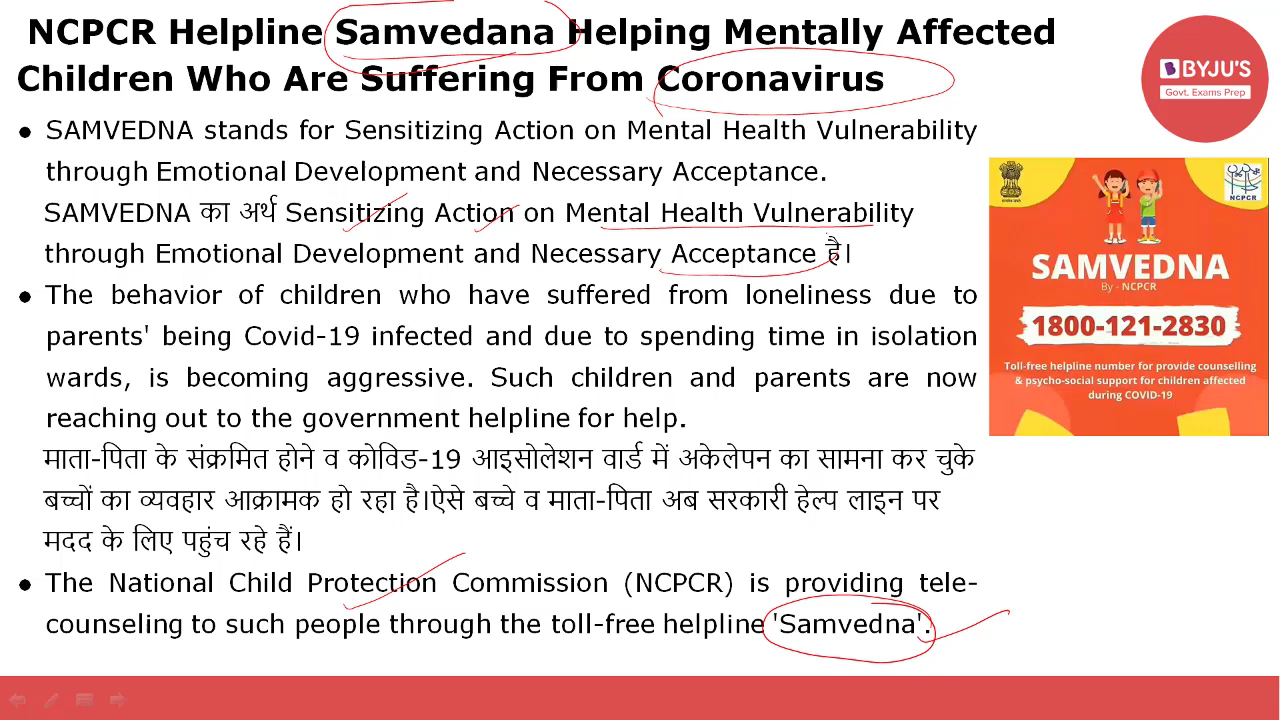 NCPCR Helpline Samvedana Helping Mentally Affected
Children Who Are Suffering From Coronavirus
• SAMVEDNA stands for Sensitizing Action on Mental Health Vulnerability
through Emotional Development and Necessary Acceptance.
SAMVEDNA का अर्थ Sensitizing Action on Mental Health Vulnerability
through Emotional Development and Necessary Acceptance है।
• The behavior of children who have suffered from loneliness due to
parents' being Covid-19 infected and due to spending time in isolation
wards, is becoming aggressive. Such children and parents are now
reaching out to the government helpline for help.
माता-पिता के संक्रमित होने व कोविड-19 आइसोलेशन वार्ड में अकेलेपन का सामना कर चुके
बच्चों का व्यवहार आक्रामक हो रहा है।ऐसे बच्चे व माता-पिता अब सरकारी हेल्प लाइन पर
मदद के लिए पहुंच रहे हैं।
• The National Child Protection Commission (NCPCR) is providing tele-
counseling to such people through the toll-free helpline 'Samvedna'.
BYJU'S
Govt. Exams Prep
NCPCR
SAMVEDNA
By - NCPCR
1800-121-2830
Toll-free helpline number for provide counselling
& psycho-social support for children affected
during COVID-19